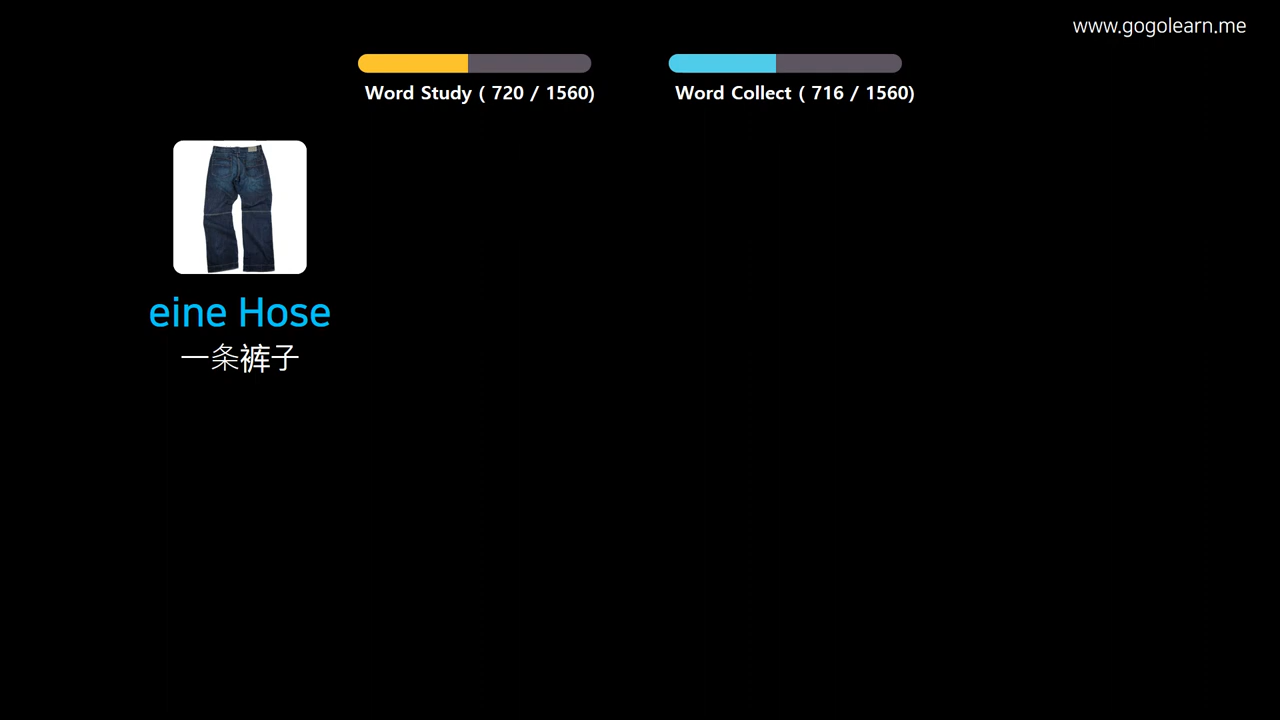 www.gogolearn.me
Word Study ( 720 / 1560)
Word Collect ( 716 / 1560)
eine Hose
一条裤子